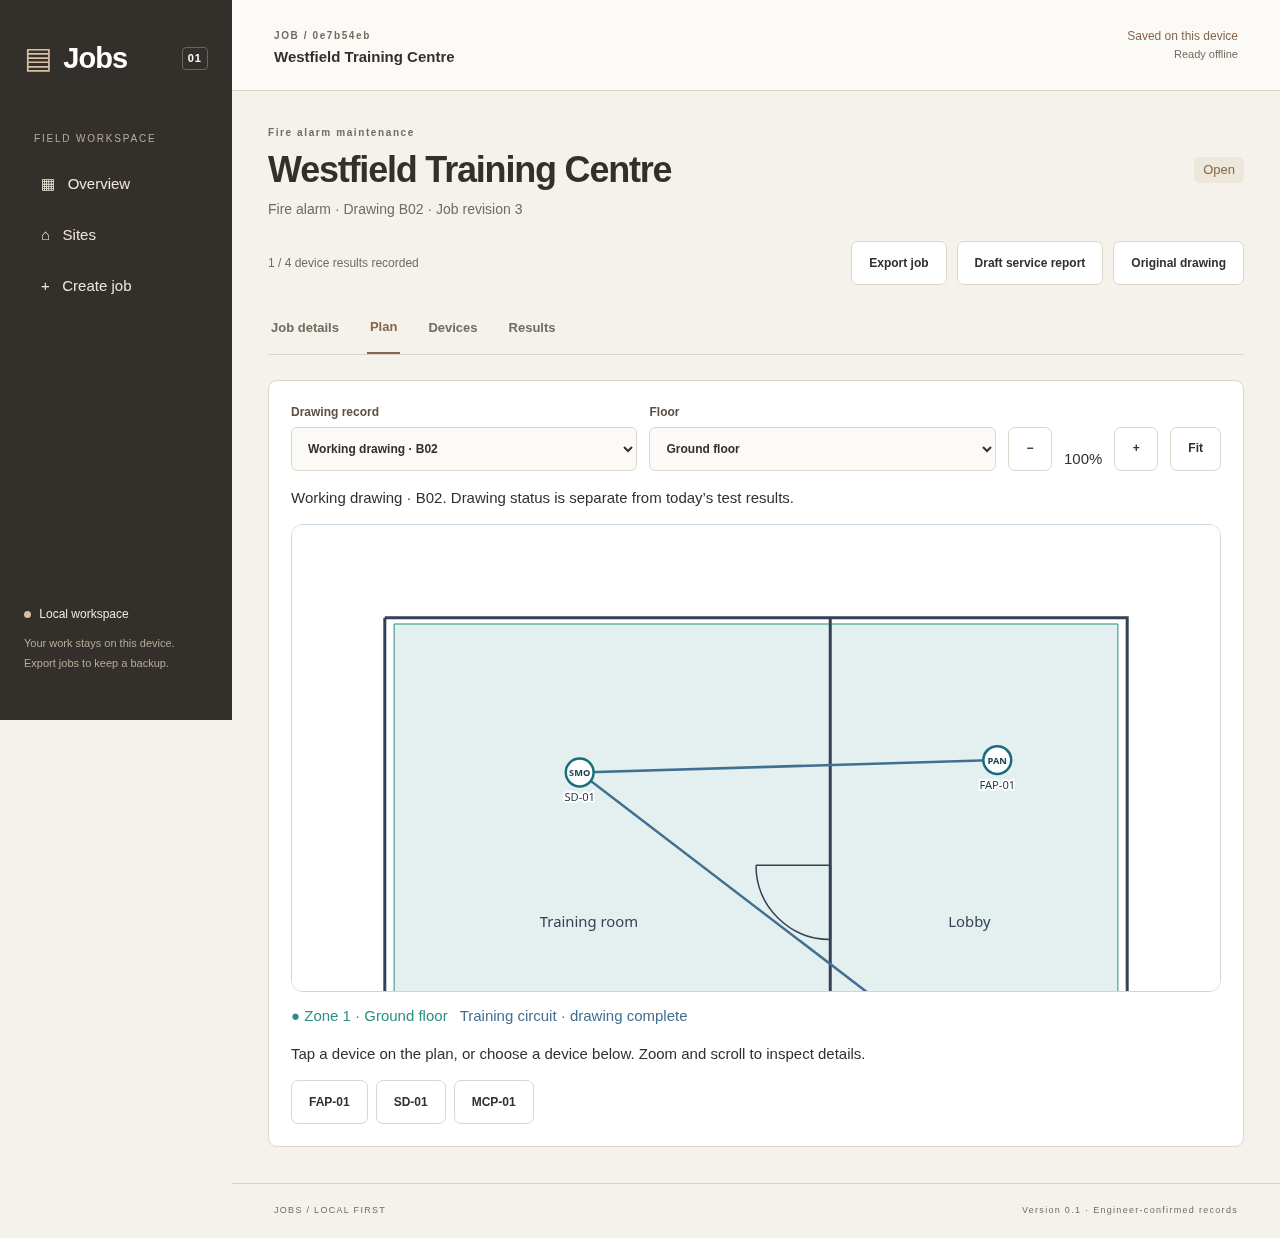 Jobs
01
FIELD WORKSPACE
Overview
Sites
+ Create job
Local workspace
Your work stays on this device.
Export jobs to keep a backup.
JOB / 0e7b54eb
Westfield Training Centre
Saved on this device
Ready offline
Fire alarm maintenance
Westfield Training Centre
Open
Fire alarm · Drawing B02 · Job revision 3
1 / 4 device results recorded
Export job
Draft service report
Original drawing
Job details
Plan
Devices
Results
Drawing record
Floor
Working drawing · B02
Ground floor
−
100%
+
Fit
Working drawing · B02. Drawing status is separate from today’s test results.
SMO
SD-01
PAN
FAP-01
Training room
Lobby
● Zone 1 · Ground floor
Training circuit · drawing complete
Tap a device on the plan, or choose a device below. Zoom and scroll to inspect details.
FAP-01
SD-01
MCP-01
JOBS / LOCAL FIRST
Version 0.1 · Engineer-confirmed records